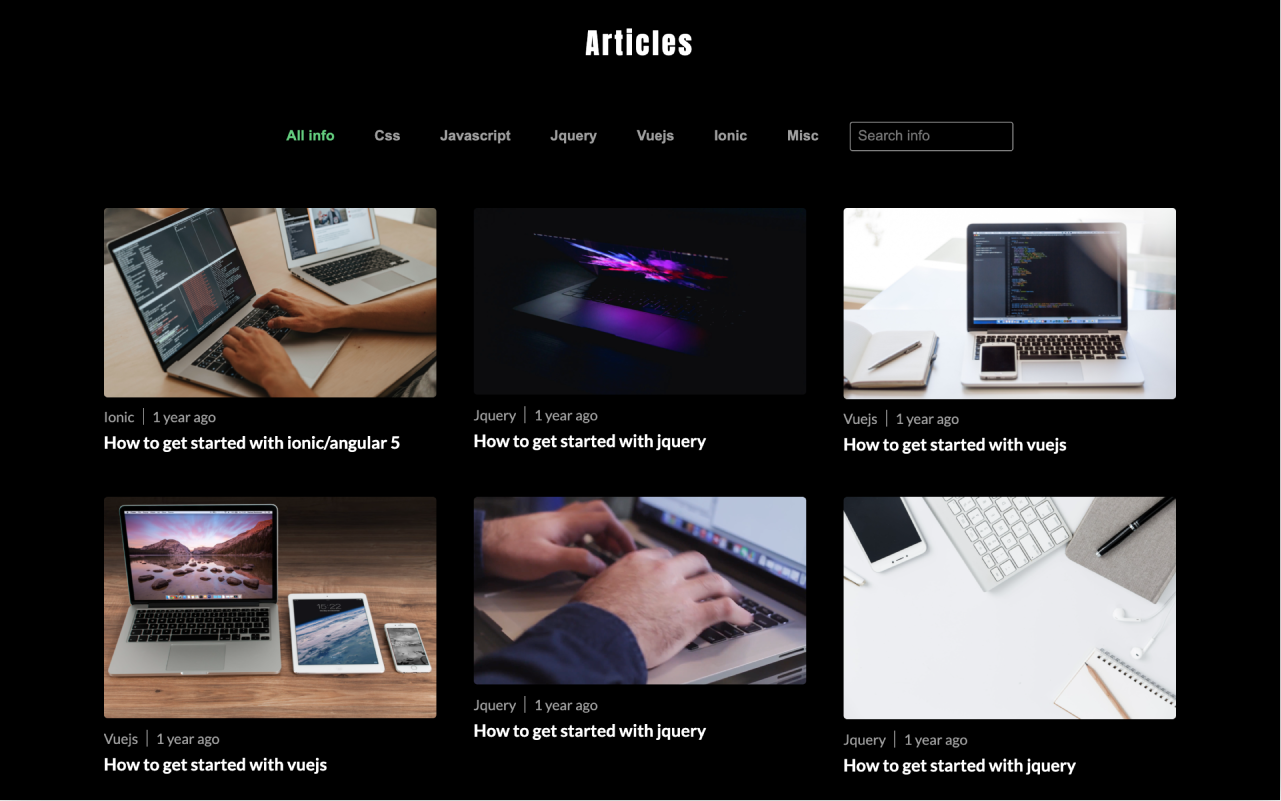 Articles
All info Css Javascript Jquery Vuejs Ionic Misc Search info
Ionic | 1 year ago
How to get started with ionic/angular 5
Jquery | 1 year ago
How to get started with jquery
Vuejs | 1 year ago
How to get started with vuejs
15:22
Vuejs | 1 year ago
How to get started with vuejs
Jquery | 1 year ago
How to get started with jquery
Jquery | 1 year ago
How to get started with jquery